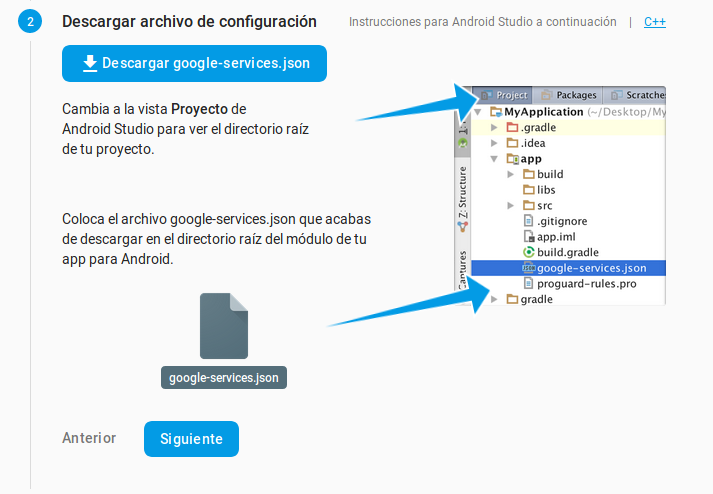 2
Descargar archivo de configuración
Instrucciones para Android Studio a continuación | C++
Descargar google-services.json
Cambia a la vista Proyecto de
Android Studio para ver el directorio raíz
de tu proyecto.
Coloca el archivo google-services.json que acabas
de descargar en el directorio raíz del módulo de tu
app para Android.
google-services.json
Project Packages Scratches
MyApplication (~/Desktop/My
.gradle
.idea
app
build
libs
src
.gitignore
app.iml
build.gradle
google-services.json
proguard-rules.pro
gradle
Z: Structure
Captures
Anterior
Siguiente